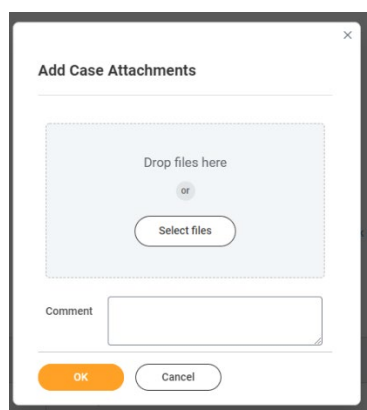 Add Case Attachments
Drop files here
or
Select files
Comment
OK
Cancel